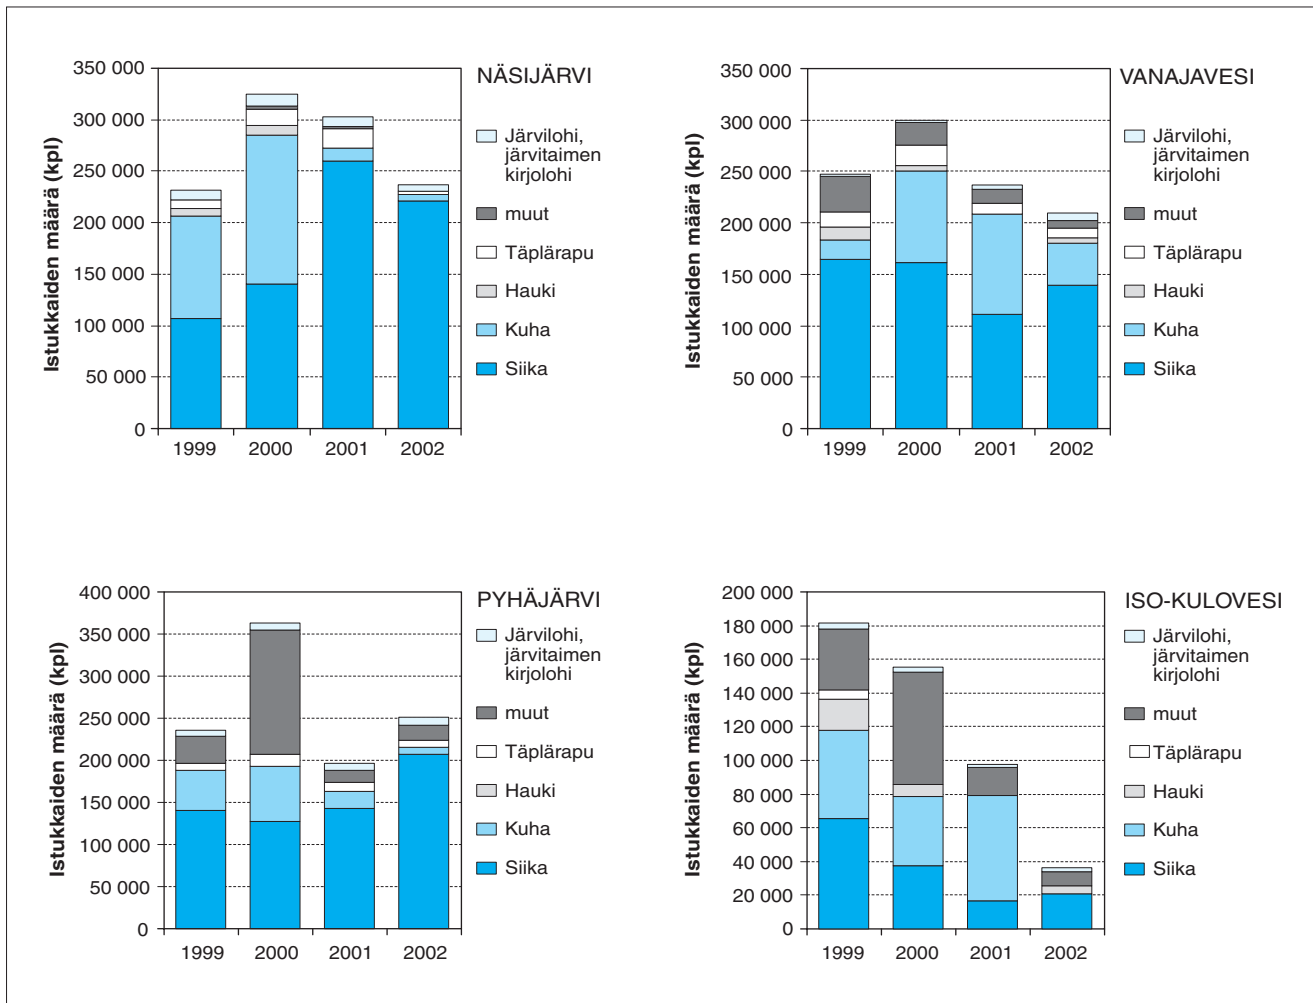 NÄSIJÄRVI
Istukkaiden määrä (kpl)
350 000
300 000
250 000
200 000
150 000
100 000
50 000
0
1999 2000 2001 2002
Järvilohi,
järvitaimen
kirjolohi
muut
Täplärapu
Hauki
Kuha
Siika
VANAJAVESI
Istukkaiden määrä (kpl)
350 000
300 000
250 000
200 000
150 000
100 000
50 000
0
1999 2000 2001 2002
Järvilohi,
järvitaimen
kirjolohi
muut
Täplärapu
Hauki
Kuha
Siika
PYHÄJÄRVI
Istukkaiden määrä (kpl)
400 000
350 000
300 000
250 000
200 000
150 000
100 000
50 000
0
1999 2000 2001 2002
Järvilohi,
järvitaimen
kirjolohi
muut
Täplärapu
Hauki
Kuha
Siika
ISO-KULOVESI
Istukkaiden määrä (kpl)
200 000
180 000
160 000
140 000
120 000
100 000
80 000
60 000
40 000
20 000
0
1999 2000 2001 2002
Järvilohi,
järvitaimen
kirjolohi
muut
Täplärapu
Hauki
Kuha
Siika